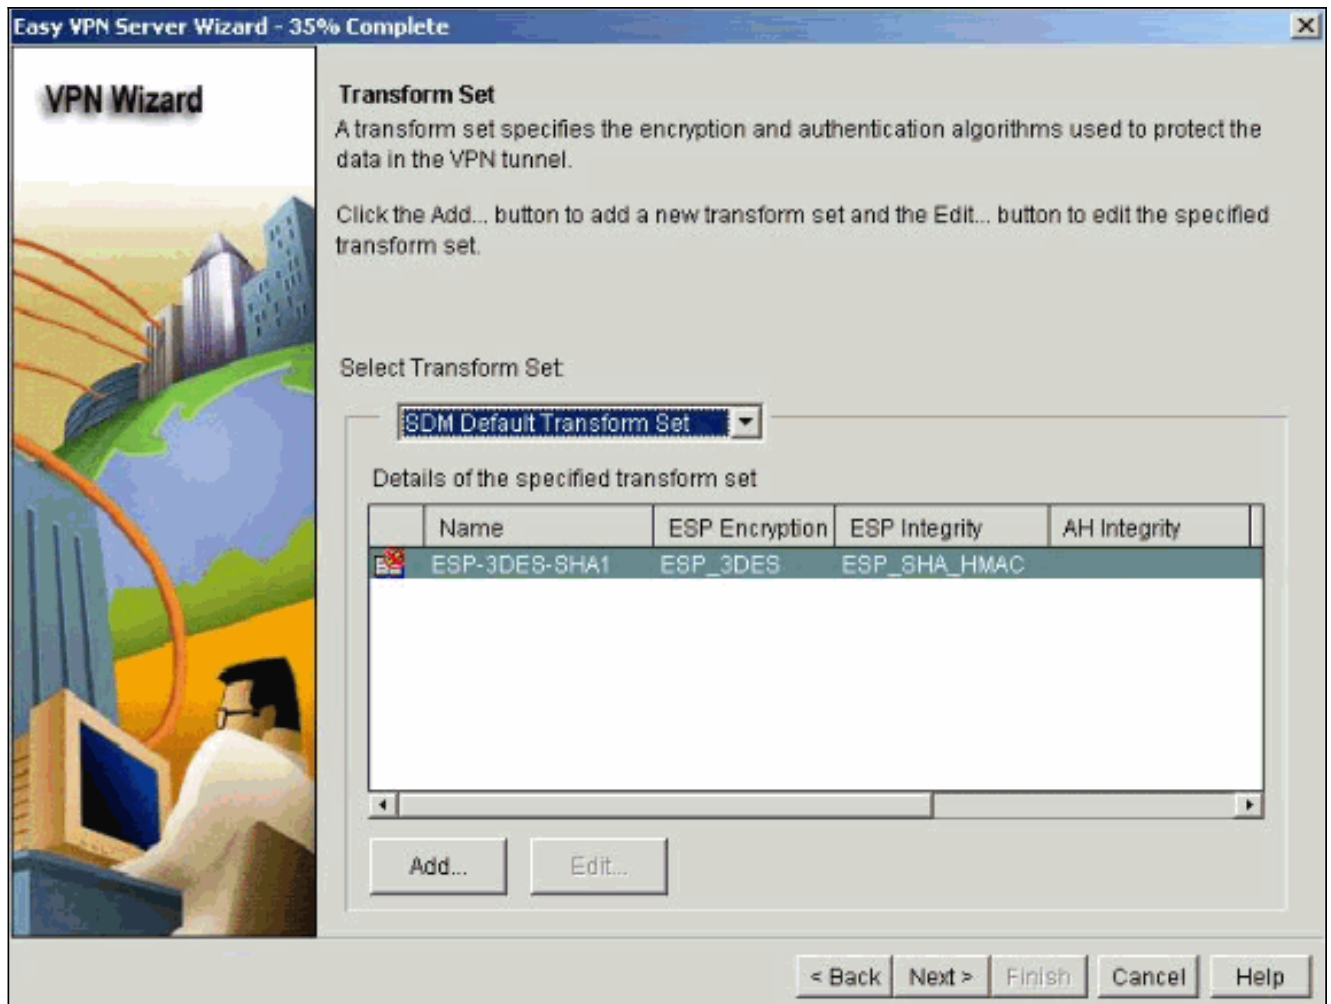 Easy VPN Server Wizard - 35% Complete
VPN Wizard
Transform Set
A transform set specifies the encryption and authentication algorithms used to protect the
data in the VPN tunnel.
Click the Add... button to add a new transform set and the Edit... button to edit the specified
transform set.
Select Transform Set:
SDM Default Transform Set
Details of the specified transform set
Name ESP Encryption ESP Integrity AH Integrity
ESP-3DES-SHA1 ESP_3DES ESP_SHA_HMAC
Add... Edit...
< Back Next > Finish Cancel Help